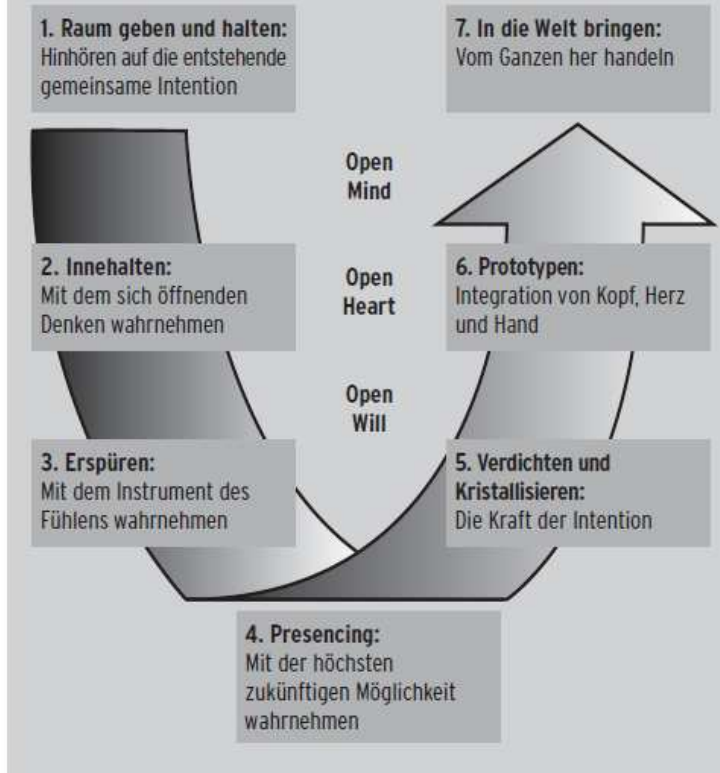 1. Raum geben und halten:
Hinhören auf die entstehende
gemeinsame Intention
7. In die Welt bringen:
Vom Ganzen her handeln
Open
Mind
2. Innehalten:
Mit dem sich öffnenden
Denken wahrnehmen
Open
Heart
6. Prototypen:
Integration von Kopf, Herz
und Hand
Open
Will
3. Erspüren:
Mit dem Instrument des
Fühlens wahrnehmen
5. Verdichten und
Kristallisieren:
Die Kraft der Intention
4. Presencing:
Mit der höchsten
zukünftigen Möglichkeit
wahrnehmen